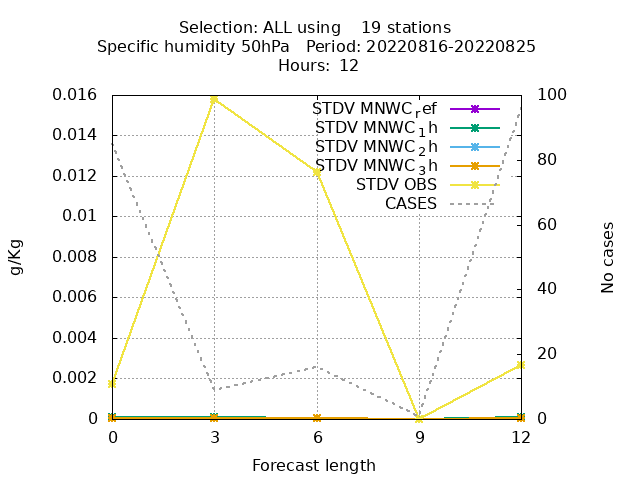 Selection: ALL using    19 stations
Specific humidity 50hPa   Period: 20220816-20220825
Hours: 12
0.016
0.014
0.012
0.01
0.008
0.006
0.004
0.002
0
g/Kg
STDV MNWC_ref
STDV MNWC_1h
STDV MNWC_2h
STDV MNWC_3h
STDV OBS
CASES
100
80
60
40
20
0
No cases
0 3 6 9 12
Forecast length